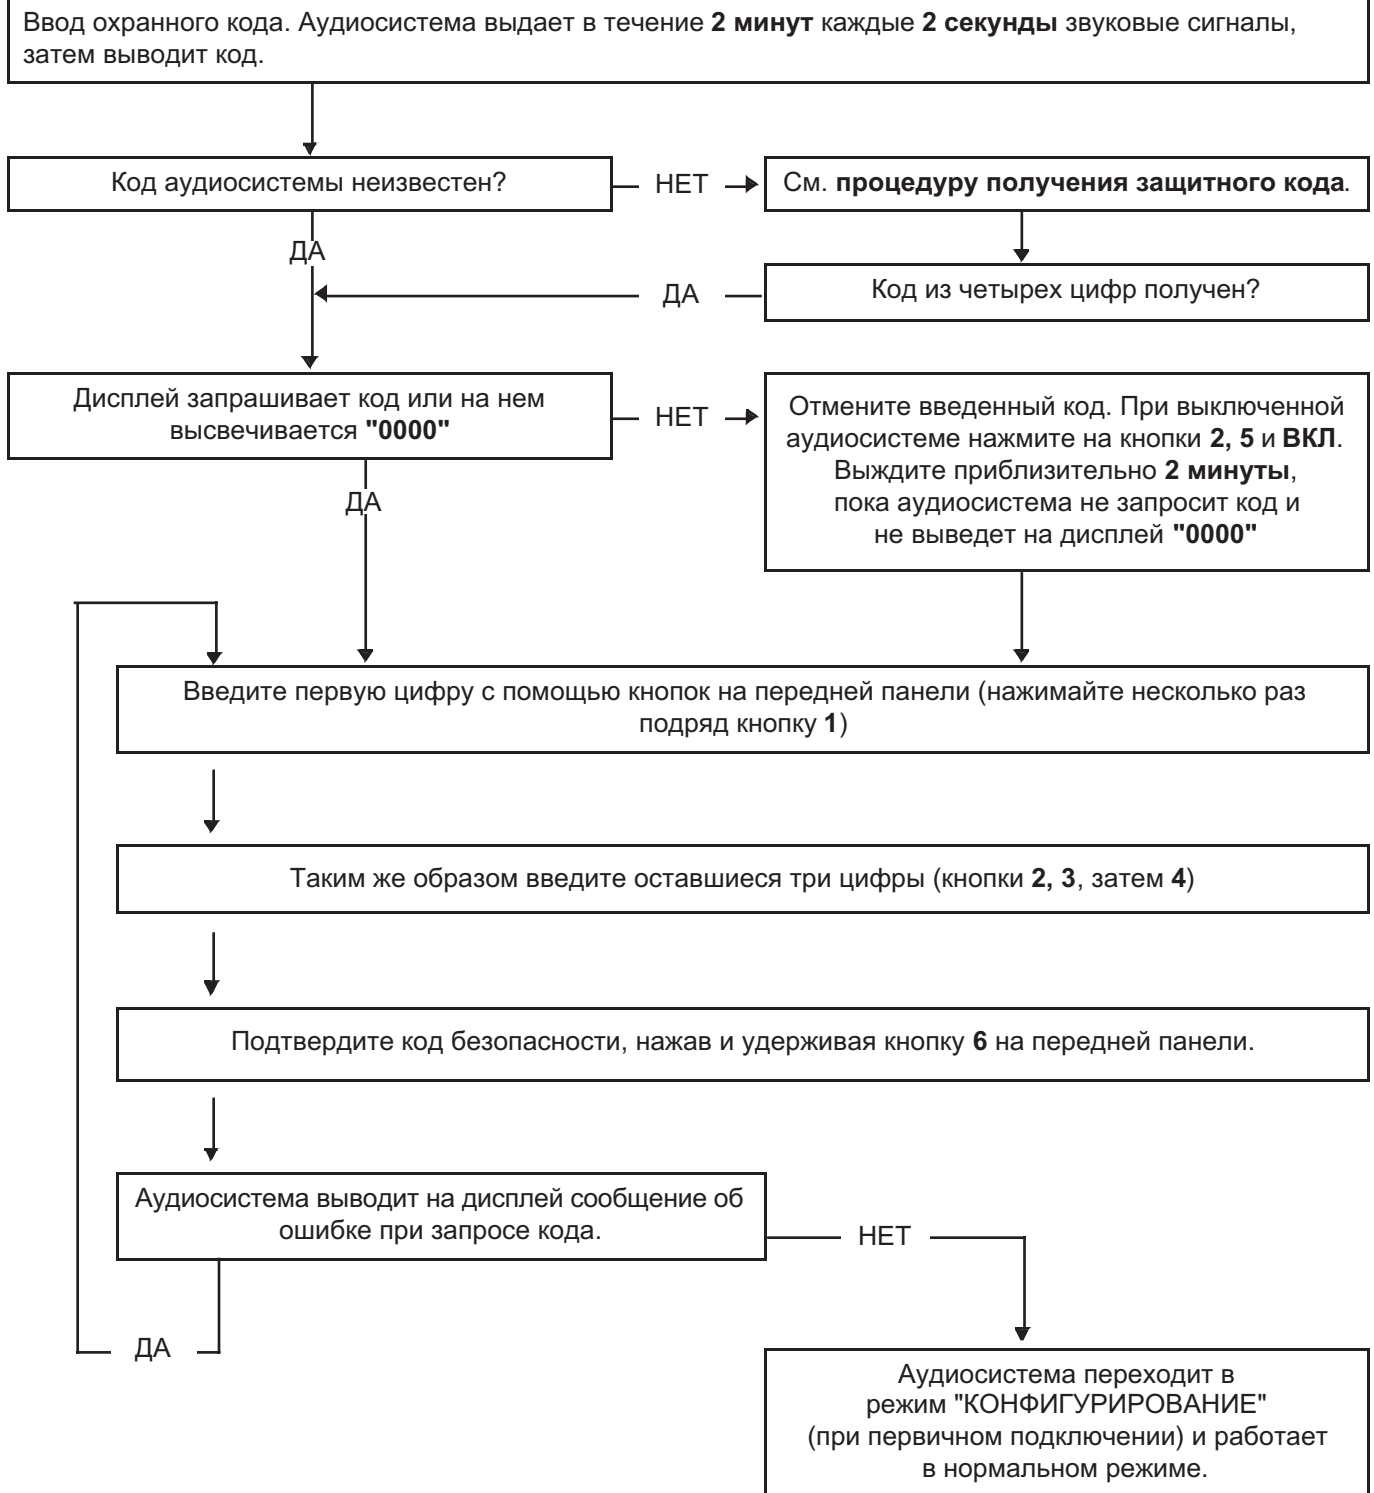 Ввод охранного кода. Аудиосистема выдает в течение 2 минут каждые 2 секунды звуковые сигналы,
затем выводит код.
Код аудиосистемы неизвестен?
НЕТ
См. процедуру получения защитного кода.
ДА
ДА
Код из четырех цифр получен?
Дисплей запрашивает код или на нем
высвечивается "0000"
НЕТ
Отмените введенный код. При выключенной
аудиосистеме нажмите на кнопки 2, 5 и ВКЛ.
Выждите приблизительно 2 минуты,
пока аудиосистема не запросит код и
не выведет на дисплей "0000"
ДА
Введите первую цифру с помощью кнопок на передней панели (нажимайте несколько раз
подряд кнопку 1)
Таким же образом введите оставшиеся три цифры (кнопки 2, 3, затем 4)
Подтвердите код безопасности, нажав и удерживая кнопку 6 на передней панели.
Аудиосистема выводит на дисплей сообщение об
ошибке при запросе кода.
НЕТ
ДА
Аудиосистема переходит в
режим "КОНФИГУРИРОВАНИЕ"
(при первичном подключении) и работает
в нормальном режиме.